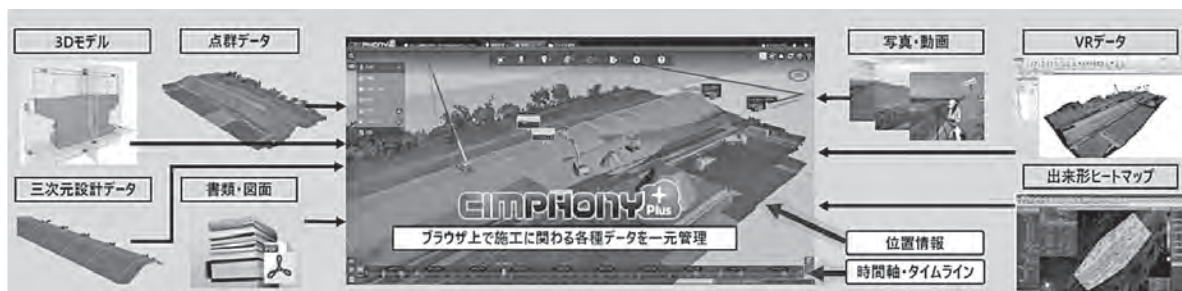 3Dモデル
点群データ
三次元設計データ
書類・図面
CIMPHONY Plus
ブラウザ上で施工に関わる各種データを一元管理
写真・動画
VRデータ
出来形ヒートマップ
位置情報
時間軸・タイムライン